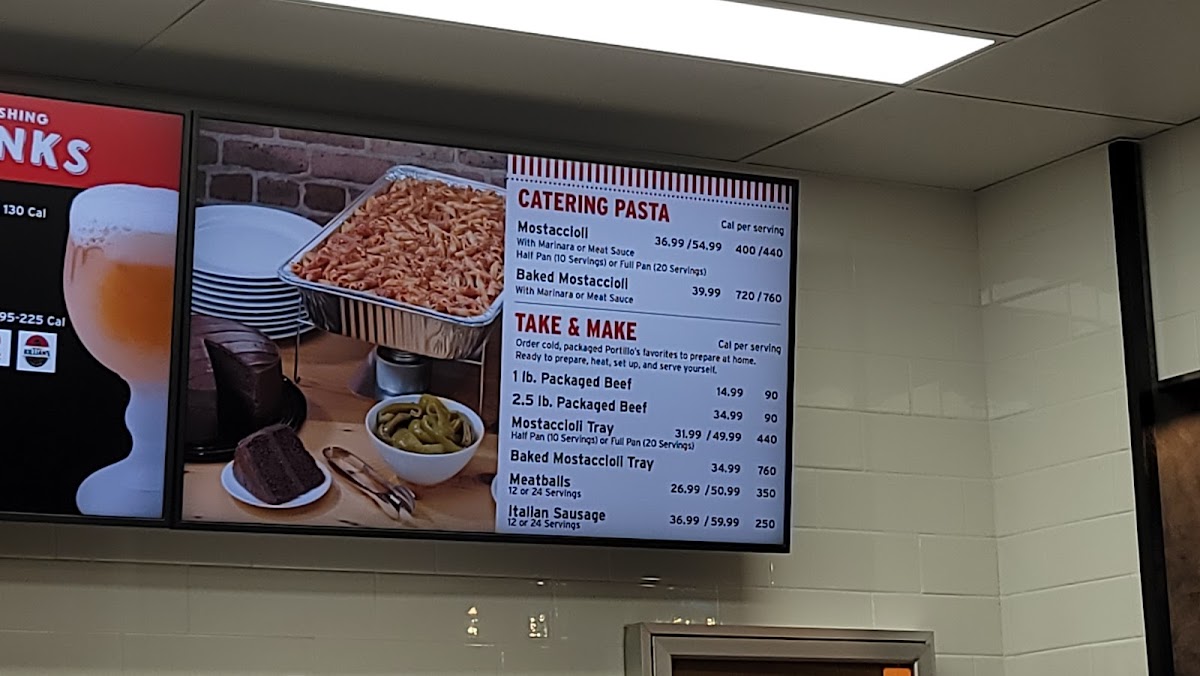 SHING
NKS
130 Cal
95-225 Cal
CATERING PASTA
Cal per serving
Mostaccioli 36.99 / 54.99 400 / 440
With Marinara or Meat Sauce
Half Pan (10 Servings) or Full Pan (20 Servings)
Baked Mostaccioli 39.99 720 / 760
With Marinara or Meat Sauce
TAKE & MAKE
Cal per serving
Order cold, packaged Portillo's favorites to prepare at home.
Ready to prepare, heat, set up, and serve yourself.
1 lb. Packaged Beef 14.99 90
2.5 lb. Packaged Beef 34.99 90
Mostaccioli Tray 31.99 / 49.99 440
Half Pan (10 Servings) or Full Pan (20 Servings)
Baked Mostaccioli Tray 34.99 760
Meatballs 26.99 / 50.99 350
12 or 24 Servings
Italian Sausage 36.99 / 59.99 250
12 or 24 Servings